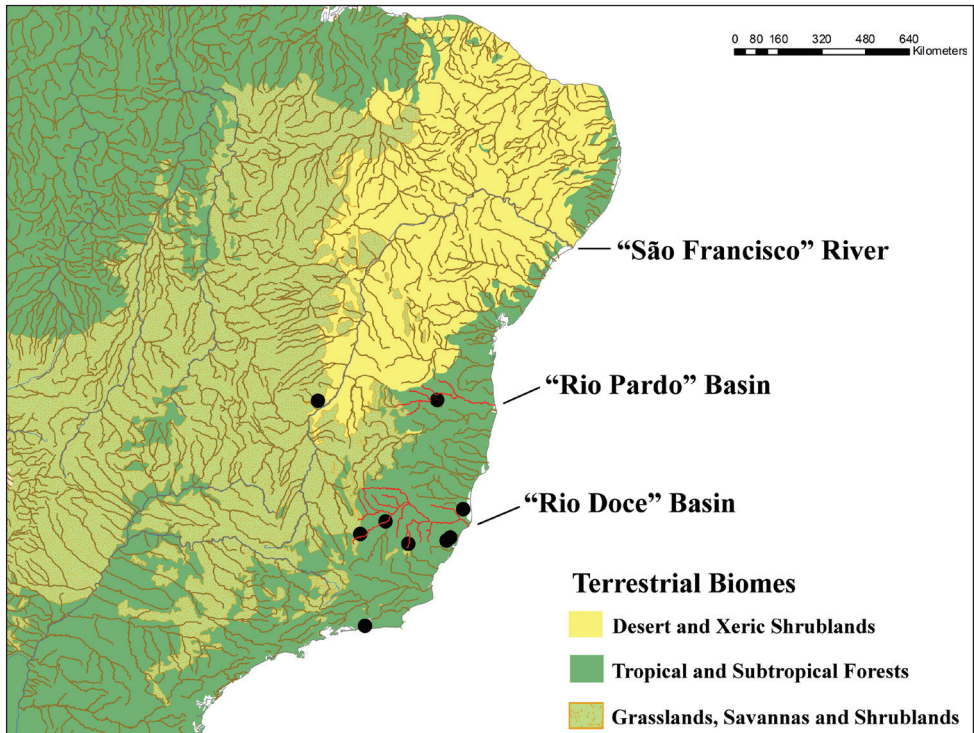 0 80 160 320 480 640
Kilometers
“São Francisco” River
“Rio Pardo” Basin
“Rio Doce” Basin
Terrestrial Biomes
Desert and Xeric Shrublands
Tropical and Subtropical Forests
Grasslands, Savannas and Shrublands